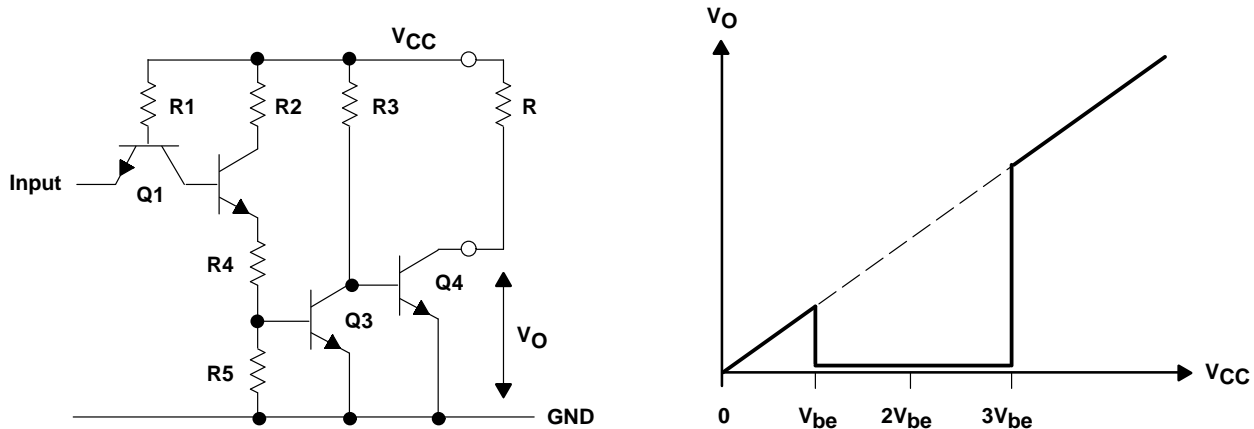 VCC
R1
R2
R3
R
Input
Q1
R4
Q4
Q3
VO
R5
GND
VO
VCC
0
Vbe
2Vbe
3Vbe